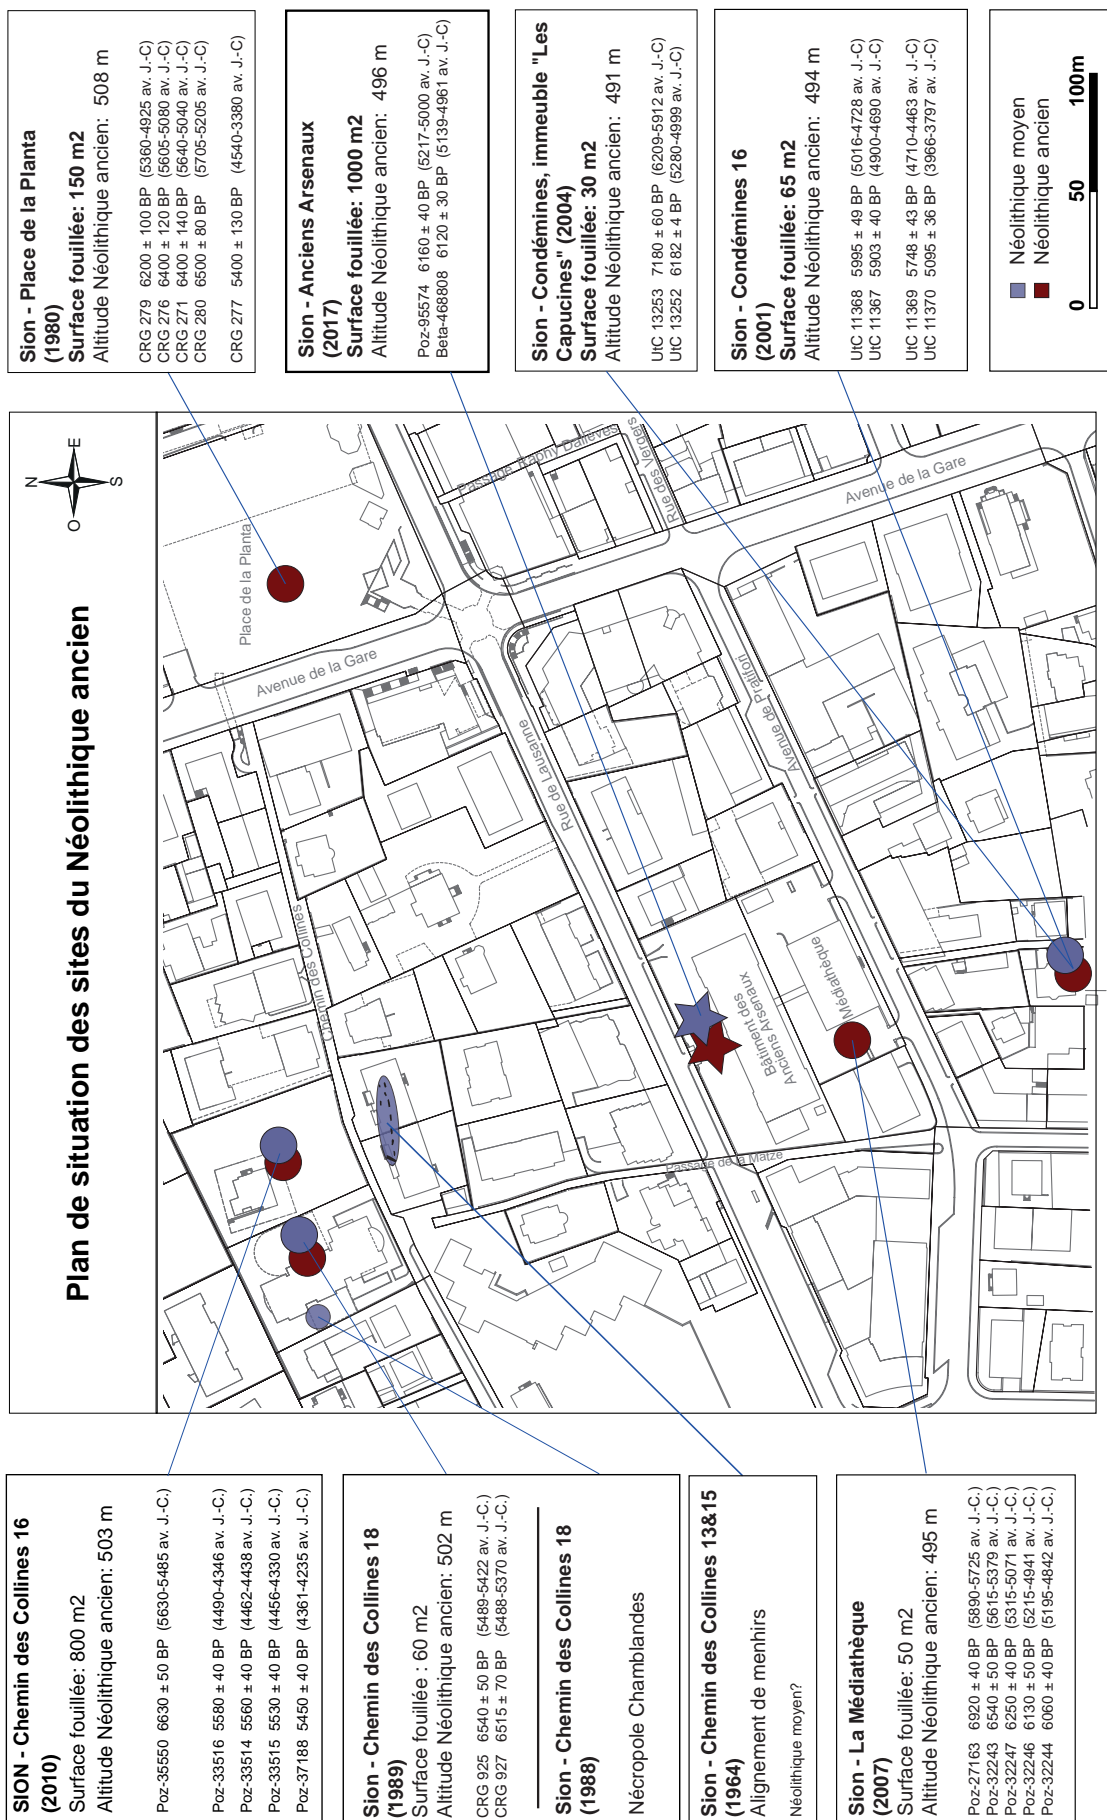 Plan de situation des sites du Néolithique ancien
N
O
E
S
SION - Chemin des Collines 16
(2010)
Surface fouillée: 800 m2
Altitude Néolithique ancien: 503 m
Poz-35550 6630 ± 50 BP (5630-5485 av. J.-C.)
Poz-33516 5580 ± 40 BP (4490-4346 av. J.-C.)
Poz-33514 5560 ± 40 BP (4462-4438 av. J.-C.)
Poz-33515 5530 ± 40 BP (4456-4330 av. J.-C.)
Poz-37188 5450 ± 40 BP (4361-4235 av. J.-C.)
Sion - Chemin des Collines 18
(1989)
Surface fouillée : 60 m2
Altitude Néolithique ancien: 502 m
CRG 925 6540 ± 50 BP (5489-5422 av. J.-C.)
CRG 927 6515 ± 70 BP (5488-5370 av. J.-C.)
Sion - Chemin des Collines 18
(1988)
Nécropole Chamblandes
Sion - Chemin des Collines 13&15
(1964)
Alignement de menhirs
Néolithique moyen?
Sion - La Médiathèque
(2007)
Surface fouillée: 50 m2
Altitude Néolithique ancien: 495 m
Poz-27163 6920 ± 40 BP (5890-5725 av. J.-C.)
Poz-32243 6540 ± 50 BP (5615-5379 av. J.-C.)
Poz-32247 6250 ± 40 BP (5315-5071 av. J.-C.)
Poz-32246 6130 ± 50 BP (5215-4941 av. J.-C.)
Poz-32244 6060 ± 40 BP (5195-4842 av. J.-C.)
Place de la Planta
Avenue de la Gare
Chemin des Collines
Rue de Lausanne
Passage Raphy Dallèves
Rue des Vergers
Avenue de la Gare
Avenue de Pratifori
Bâtiment des
Anciens Arsenaux
Médiathèque
Passage de la Matze
Sion - Place de la Planta
(1980)
Surface fouillée: 150 m2
Altitude Néolithique ancien: 508 m
CRG 279 6200 ± 100 BP (5360-4925 av. J.-C)
CRG 276 6400 ± 120 BP (5605-5080 av. J.-C)
CRG 271 6400 ± 140 BP (5640-5040 av. J.-C)
CRG 280 6500 ± 80 BP (5705-5205 av. J.-C)
CRG 277 5400 ± 130 BP (4540-3380 av. J.-C)
Sion - Anciens Arsenaux
(2017)
Surface fouillée: 1000 m2
Altitude Néolithique ancien: 496 m
Poz-95574 6160 ± 40 BP (5217-5000 av. J.-C)
Beta-468808 6120 ± 30 BP (5139-4961 av. J.-C)
Sion - Condémines, immeuble "Les
Capucines" (2004)
Surface fouillée: 30 m2
Altitude Néolithique ancien: 491 m
UtC 13253 7180 ± 60 BP (6209-5912 av. J.-C)
UtC 13252 6182 ± 4 BP (5280-4999 av. J.-C)
Sion - Condémines 16
(2001)
Surface fouillée: 65 m2
Altitude Néolithique ancien: 494 m
UtC 11368 5995 ± 49 BP (5016-4728 av. J.-C)
UtC 11367 5903 ± 40 BP (4900-4690 av. J.-C)
UtC 11369 5748 ± 43 BP (4710-4463 av. J.-C)
UtC 11370 5095 ± 36 BP (3966-3797 av. J.-C)
Néolithique moyen
Néolithique ancien
0 50 100m